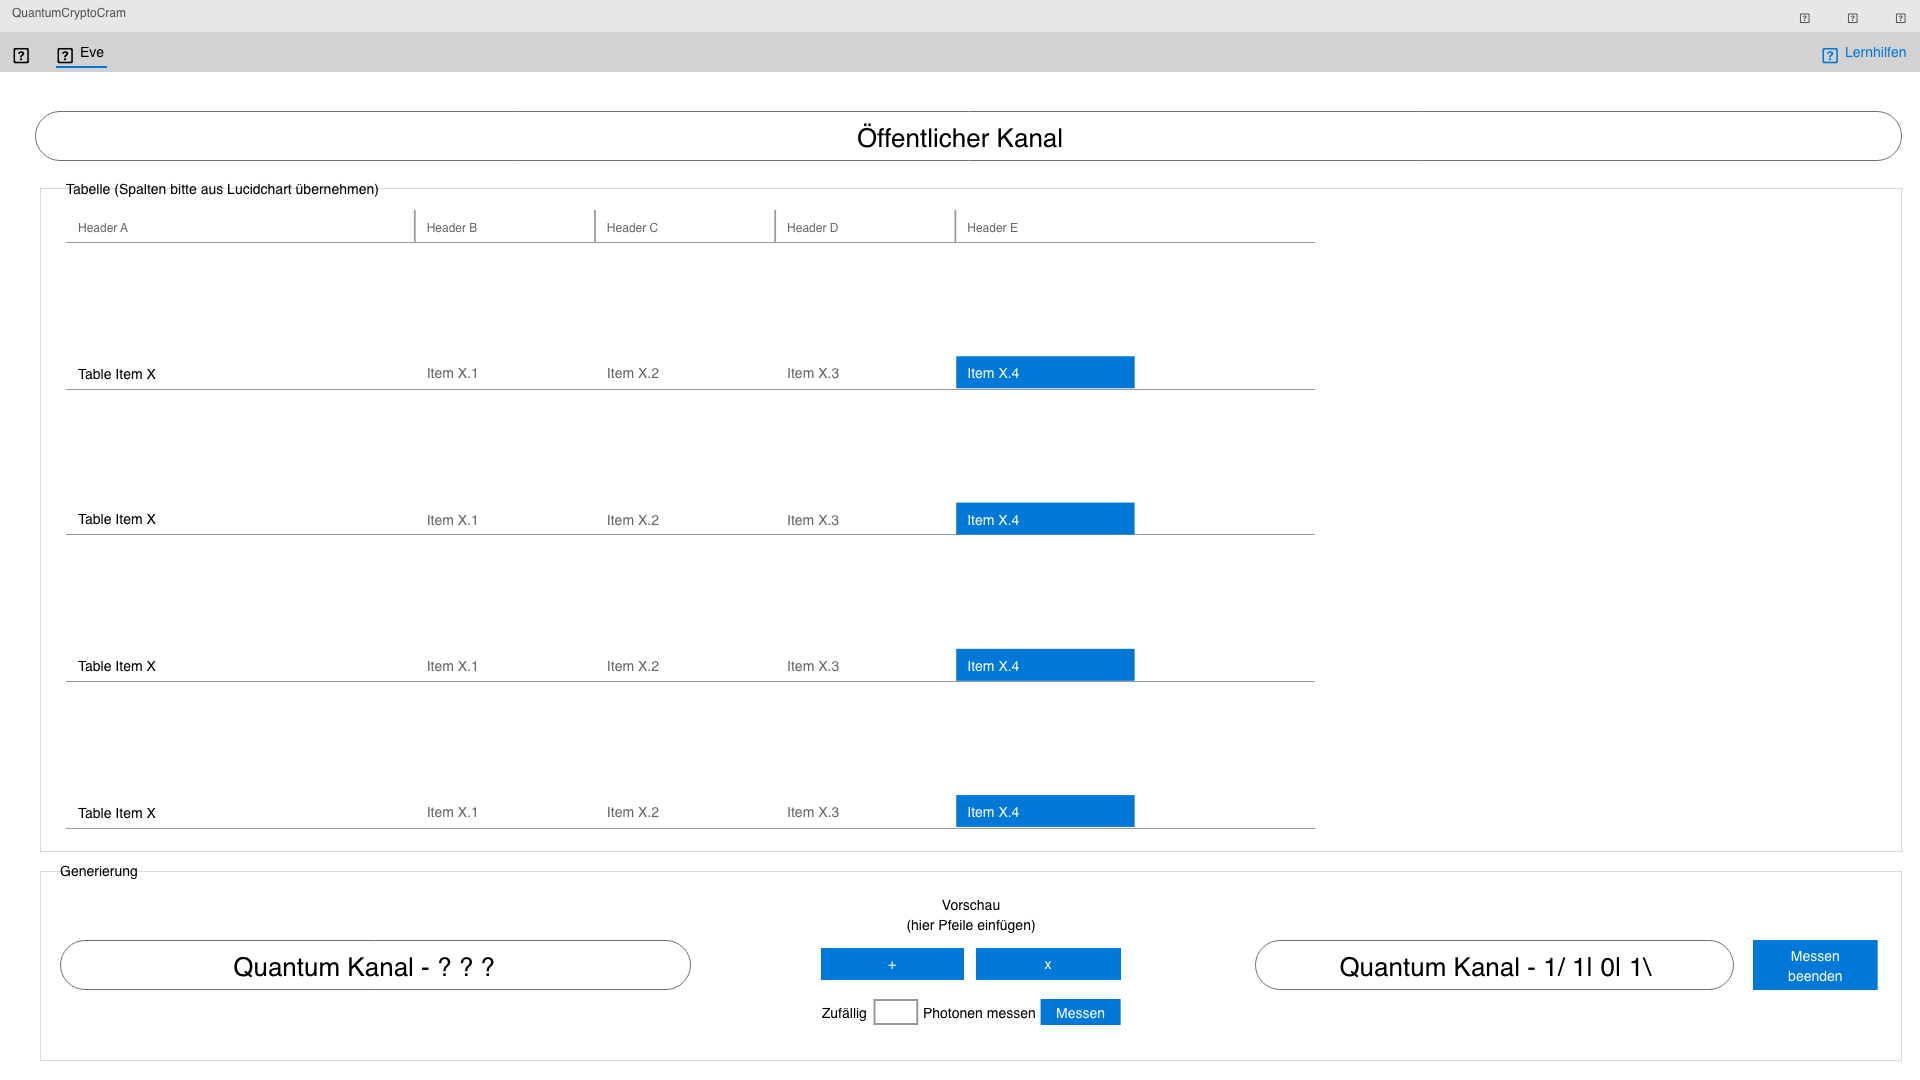 QuantumCryptoCram
Eve
Lernhilfen
Öffentlicher Kanal
Tabelle (Spalten bitte aus Lucidchart übernehmen)
Header A Header B Header C Header D Header E
Table Item X Item X.1 Item X.2 Item X.3 Item X.4
Table Item X Item X.1 Item X.2 Item X.3 Item X.4
Table Item X Item X.1 Item X.2 Item X.3 Item X.4
Table Item X Item X.1 Item X.2 Item X.3 Item X.4
Generierung
Quantum Kanal - ? ? ?
Vorschau
(hier Pfeile einfügen)
+ x
Zufällig Photonen messen Messen
Quantum Kanal - 1/ 1| 0| 1\
Messen
beenden